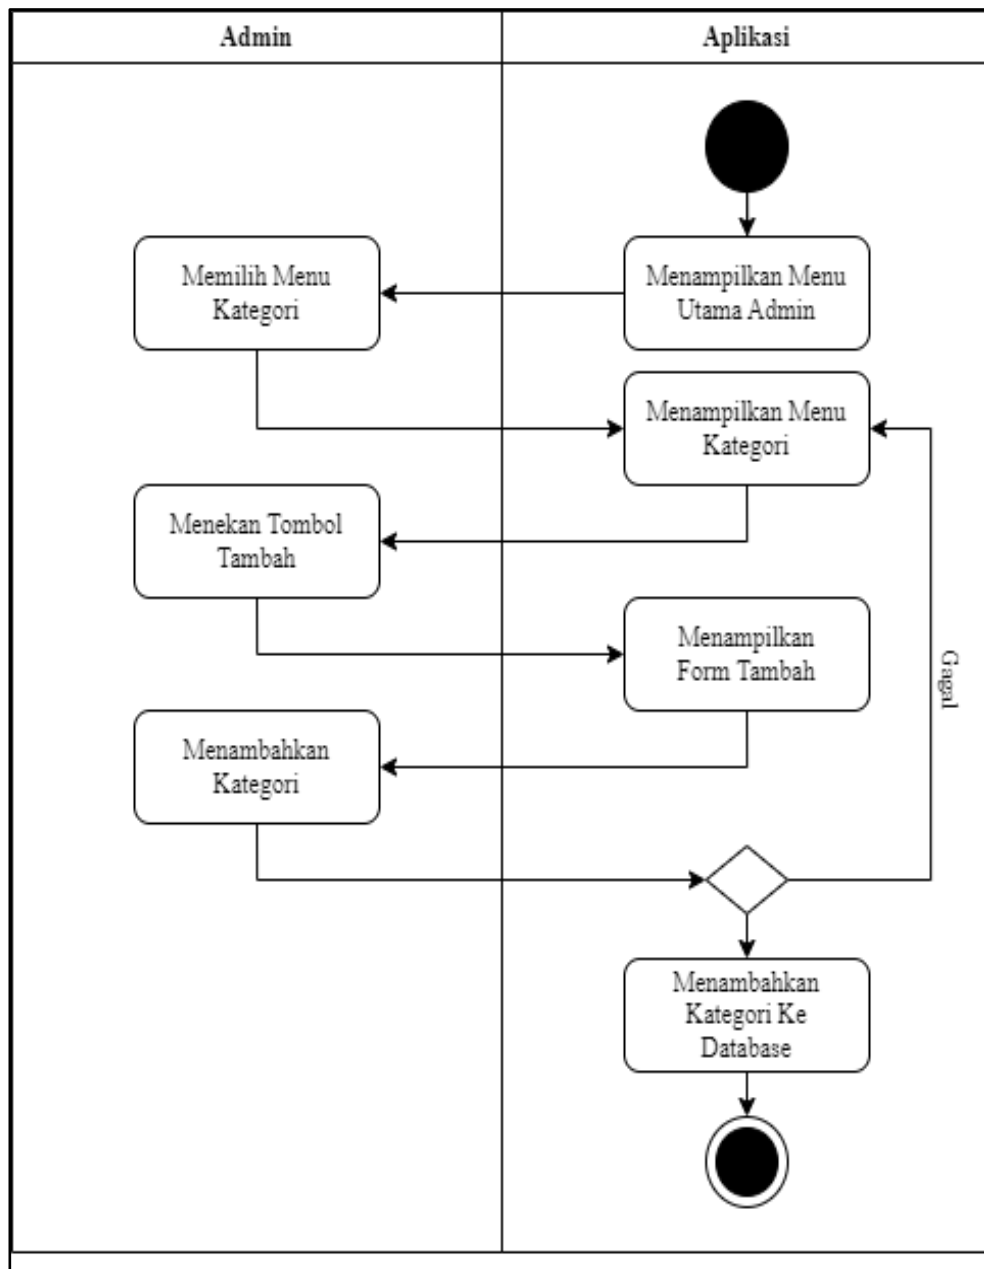 Admin
Aplikasi
Menampilkan Menu
Utama Admin
Memilih Menu
Kategori
Menampilkan Menu
Kategori
Menekan Tombol
Tambah
Menampilkan
Form Tambah
Gagal
Menambahkan
Kategori
Menambahkan
Kategori Ke
Database